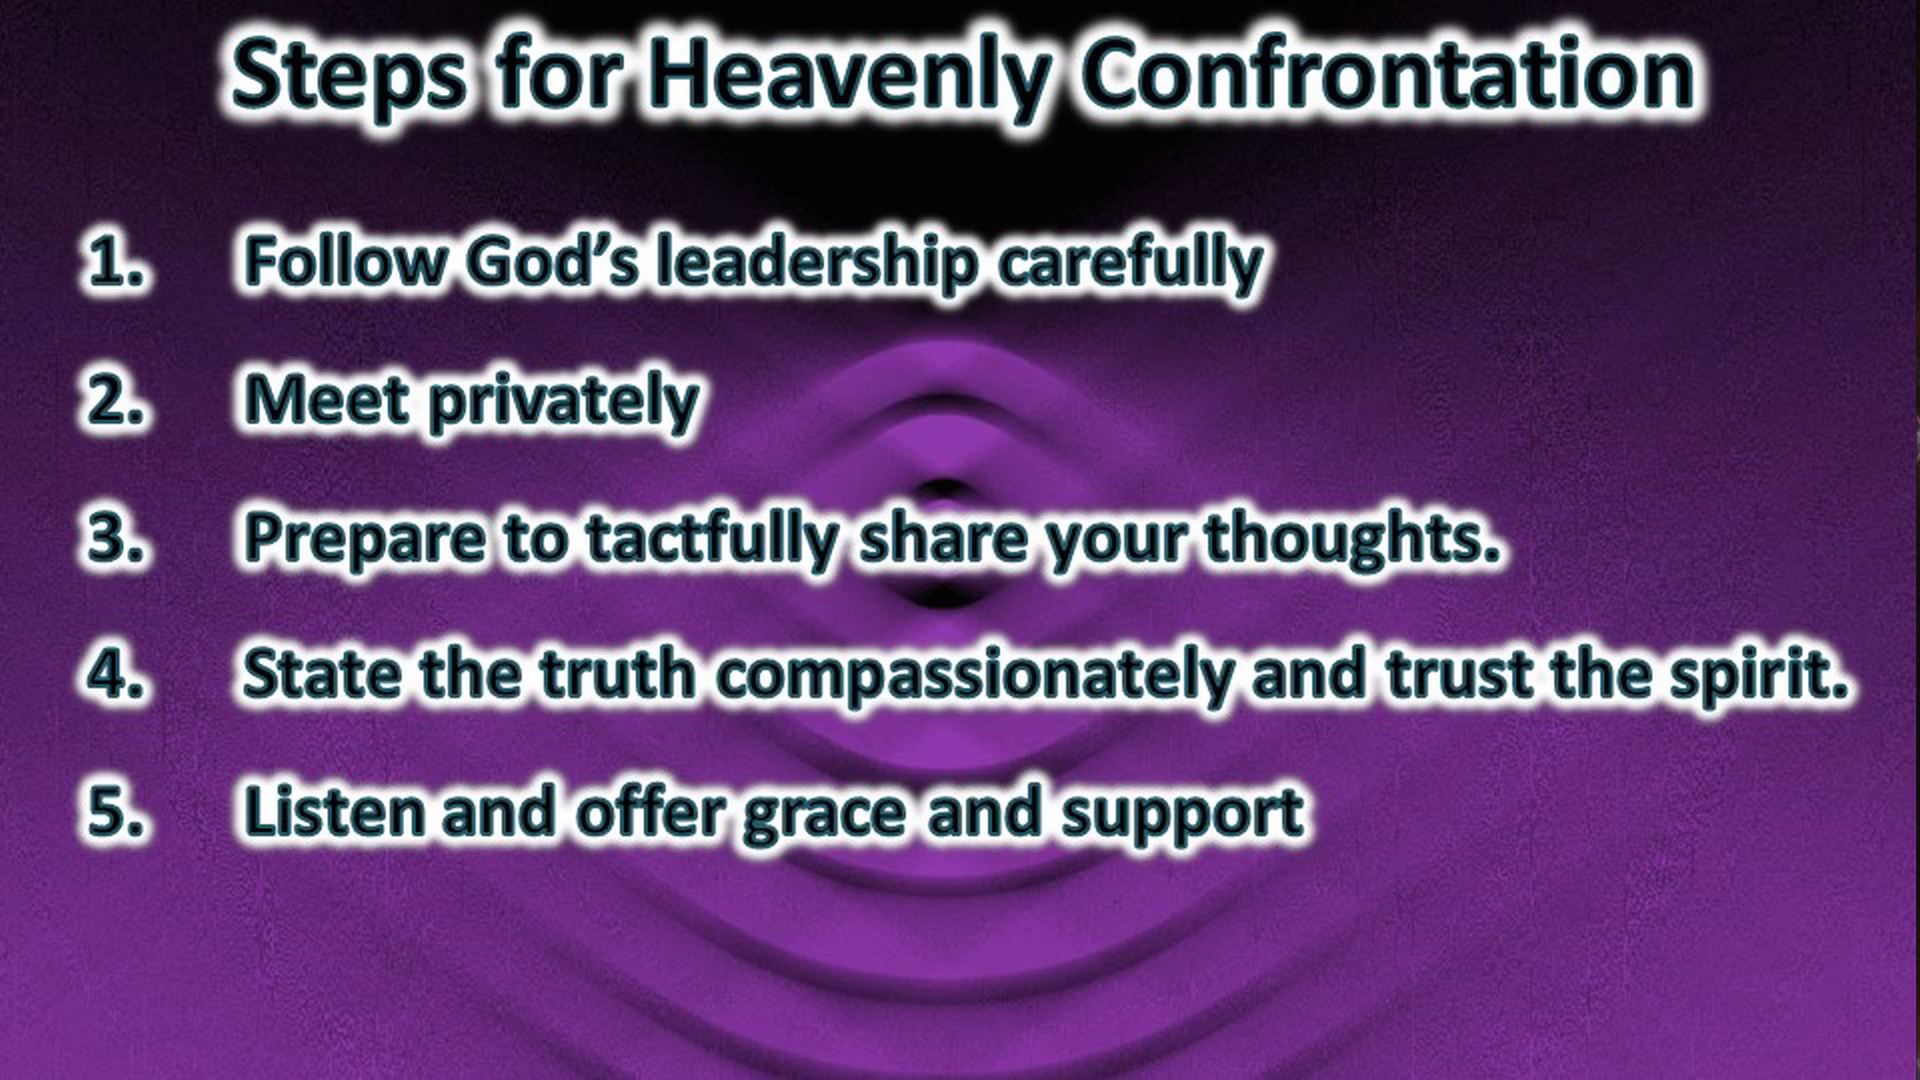 Steps for Heavenly Confrontation
1. Follow God’s leadership carefully
2. Meet privately
3. Prepare to tactfully share your thoughts.
4. State the truth compassionately and trust the spirit.
5. Listen and offer grace and support